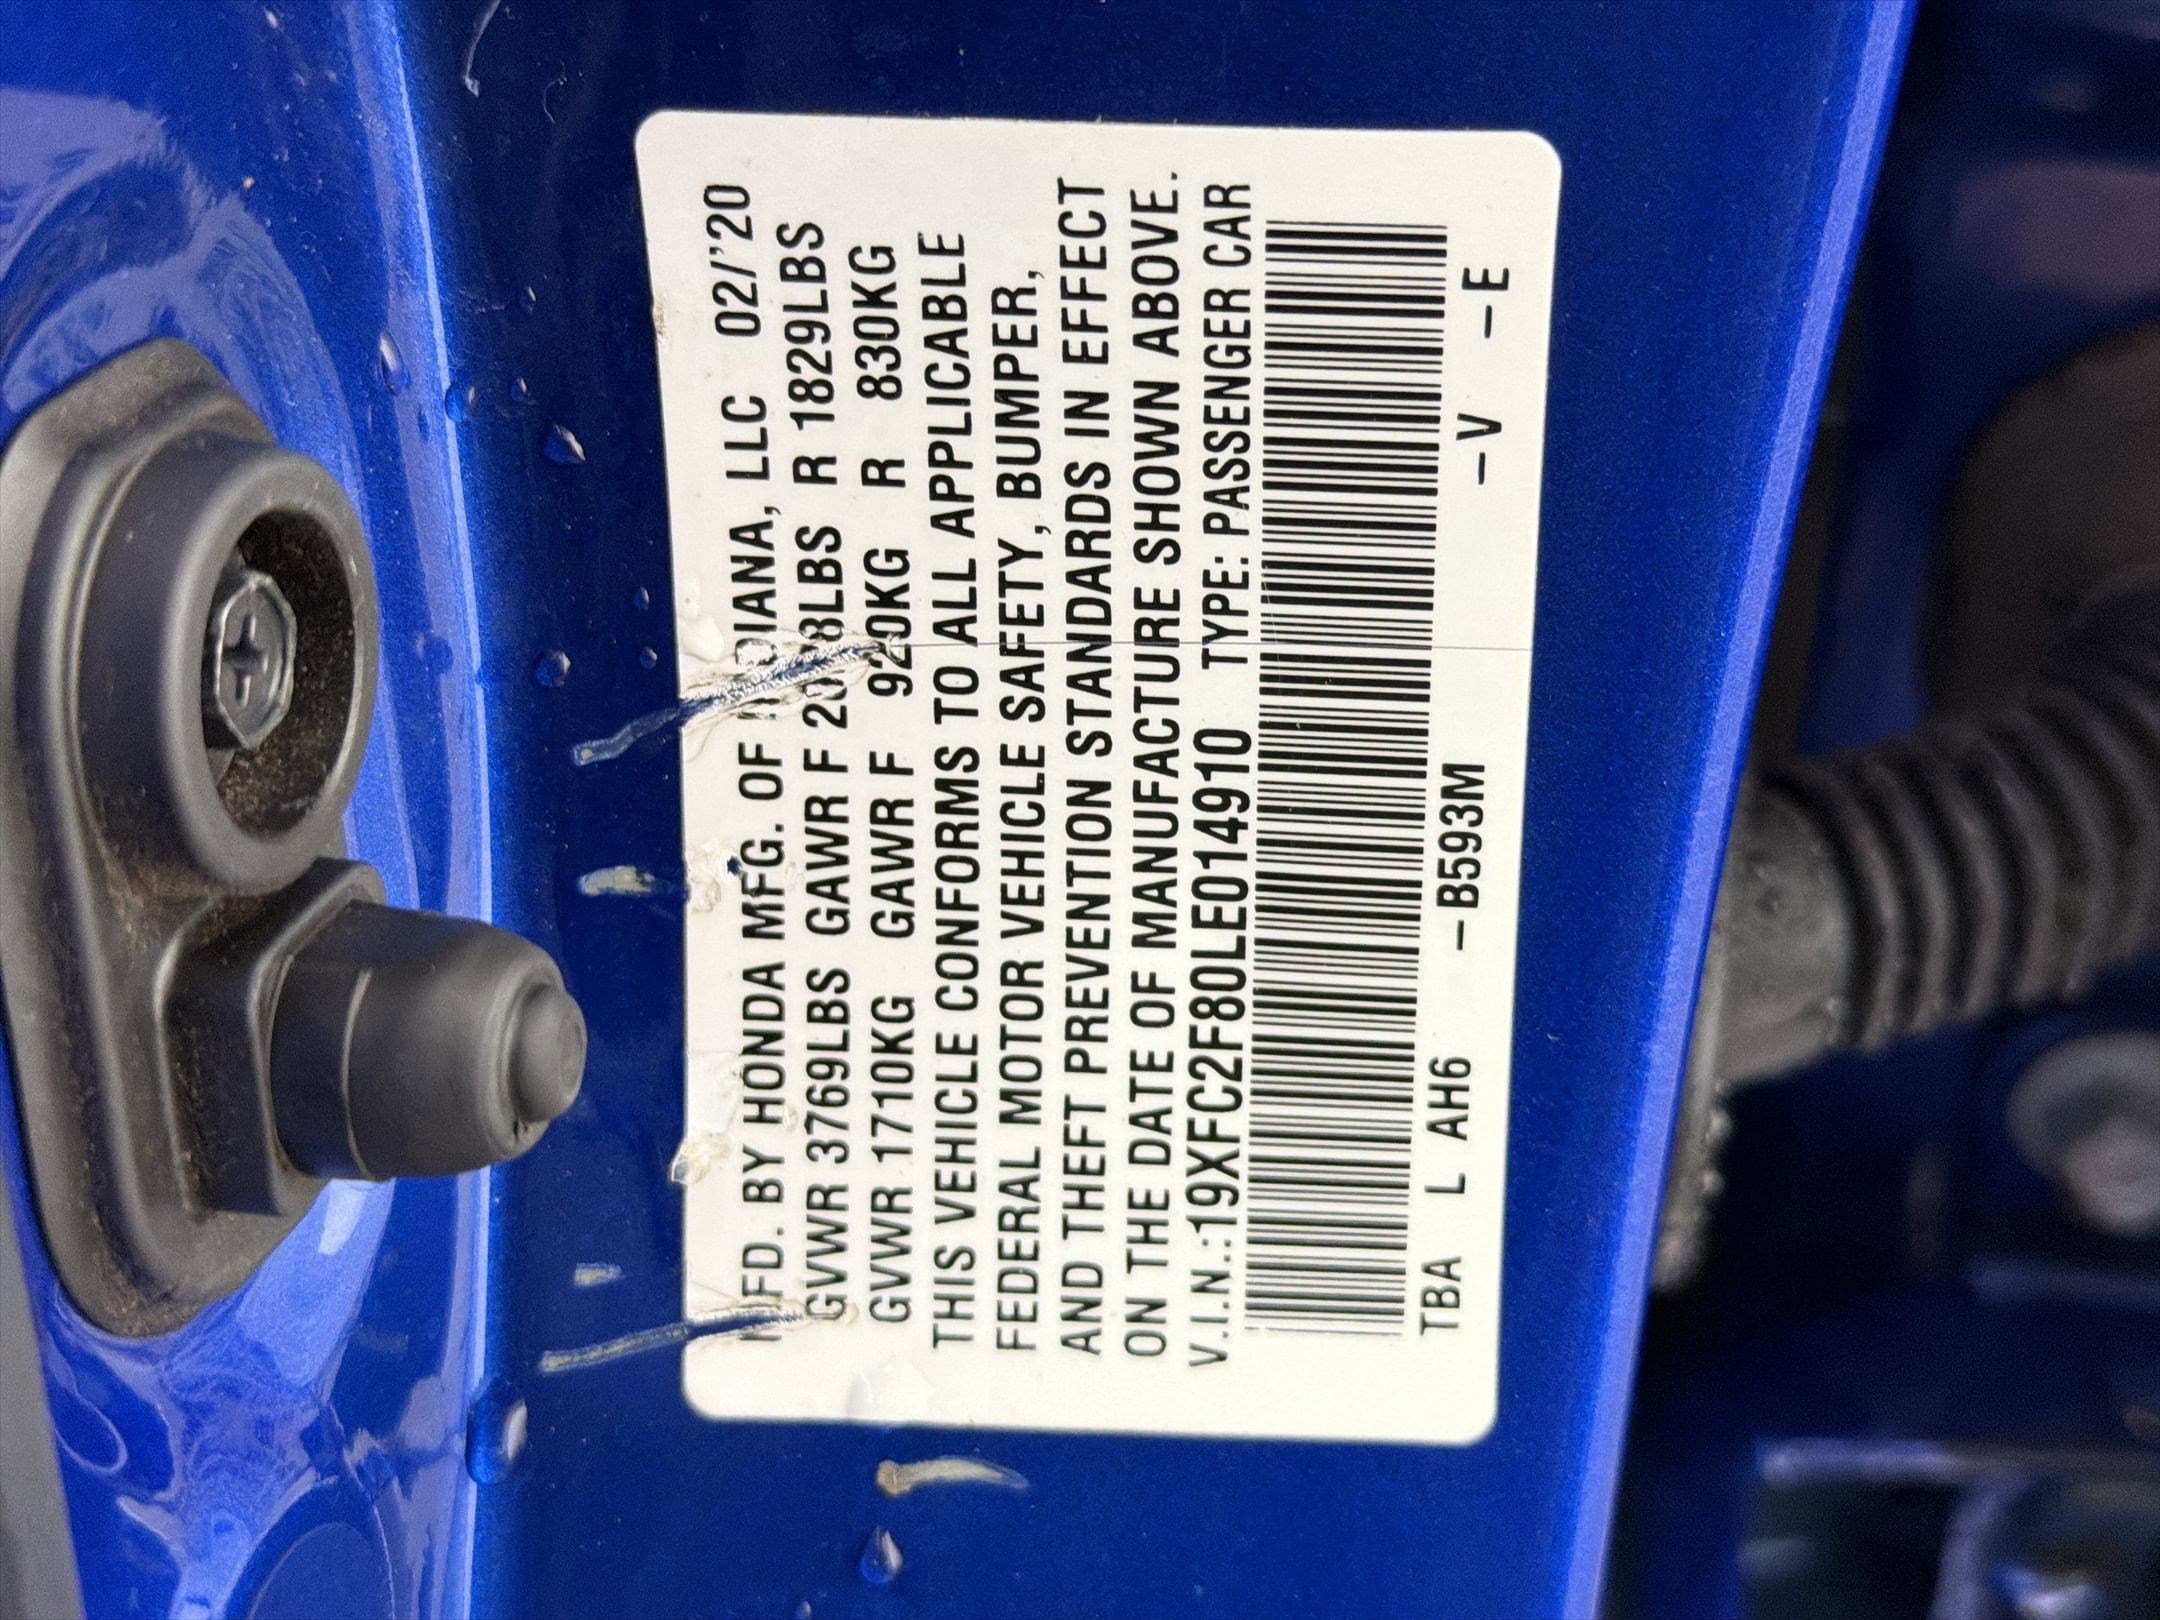 MFD. BY HONDA MFG. OF INDIANA, LLC 02/'20
GVWR 3769LBS GAWR F 2028LBS R 1829LBS
GVWR 1710KG GAWR F 920KG R 830KG
THIS VEHICLE CONFORMS TO ALL APPLICABLE
FEDERAL MOTOR VEHICLE SAFETY, BUMPER,
AND THEFT PREVENTION STANDARDS IN EFFECT
ON THE DATE OF MANUFACTURE SHOWN ABOVE.
V.I.N.:19XFC2F80LE014910 TYPE: PASSENGER CAR
TBA L AH6 –B593M –V –E